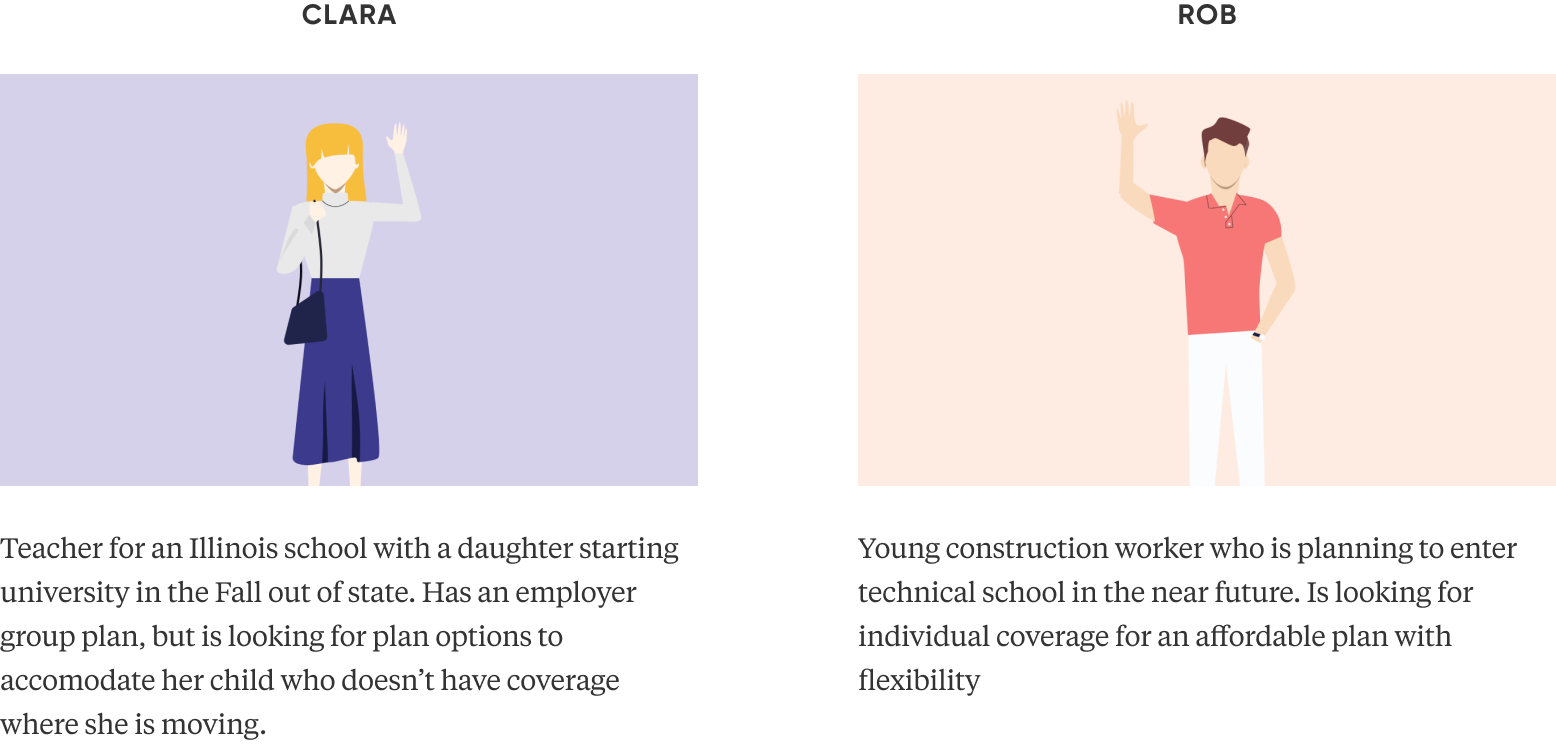 CLARA
Teacher for an Illinois school with a daughter starting
university in the Fall out of state. Has an employer
group plan, but is looking for plan options to
accomodate her child who doesn’t have coverage
where she is moving.
ROB
Young construction worker who is planning to enter
technical school in the near future. Is looking for
individual coverage for an affordable plan with
flexibility